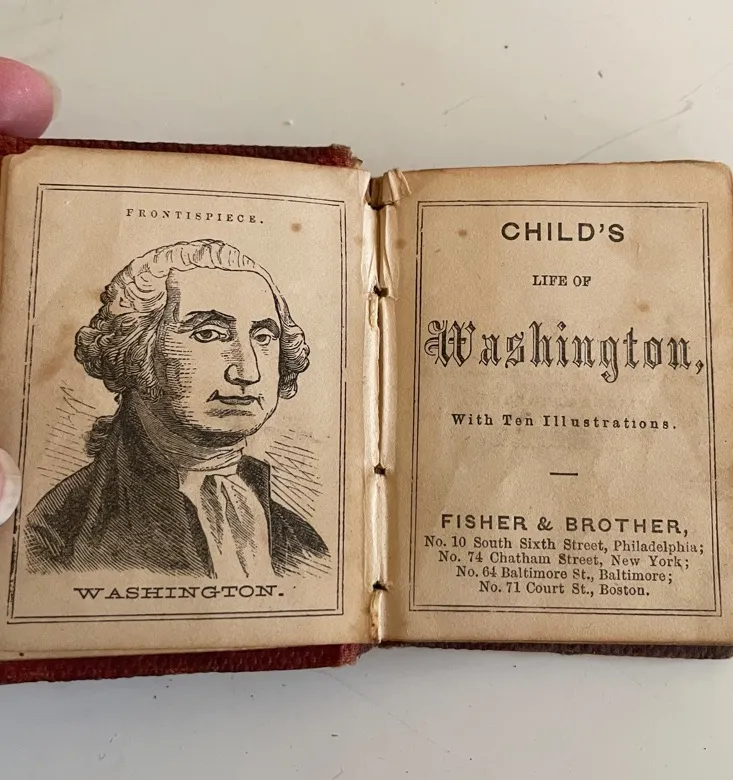 FRONTISPIECE.
WASHINGTON.
CHILD'S
LIFE OF
Washington,
With Ten Illustrations.
FISHER & BROTHER,
No. 10 South Sixth Street, Philadelphia;
No. 74 Chatham Street, New York;
No. 64 Baltimore St., Baltimore;
No. 71 Court St., Boston.